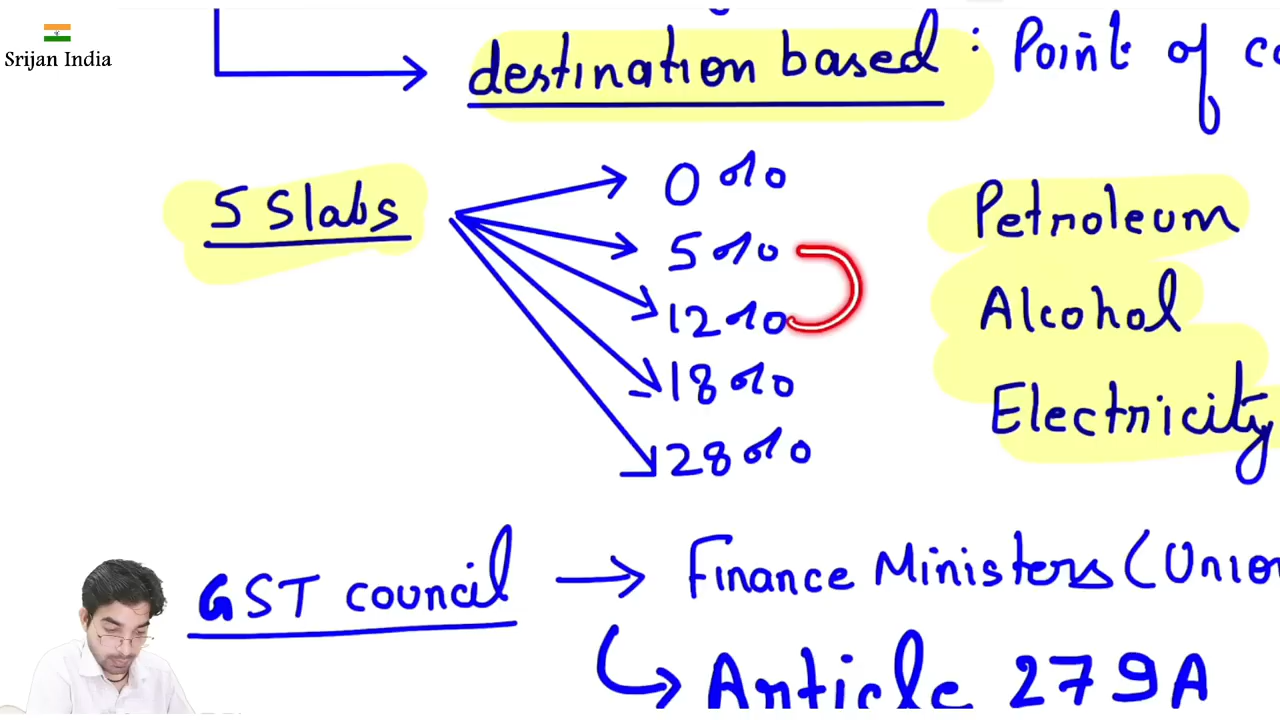 Srijan India
destination based : Point of
5 Slabs
0%
5%
12%
18%
28%
Petroleum
Alcohol
Electricity
GST council → Finance Ministers (Union
Article 279A